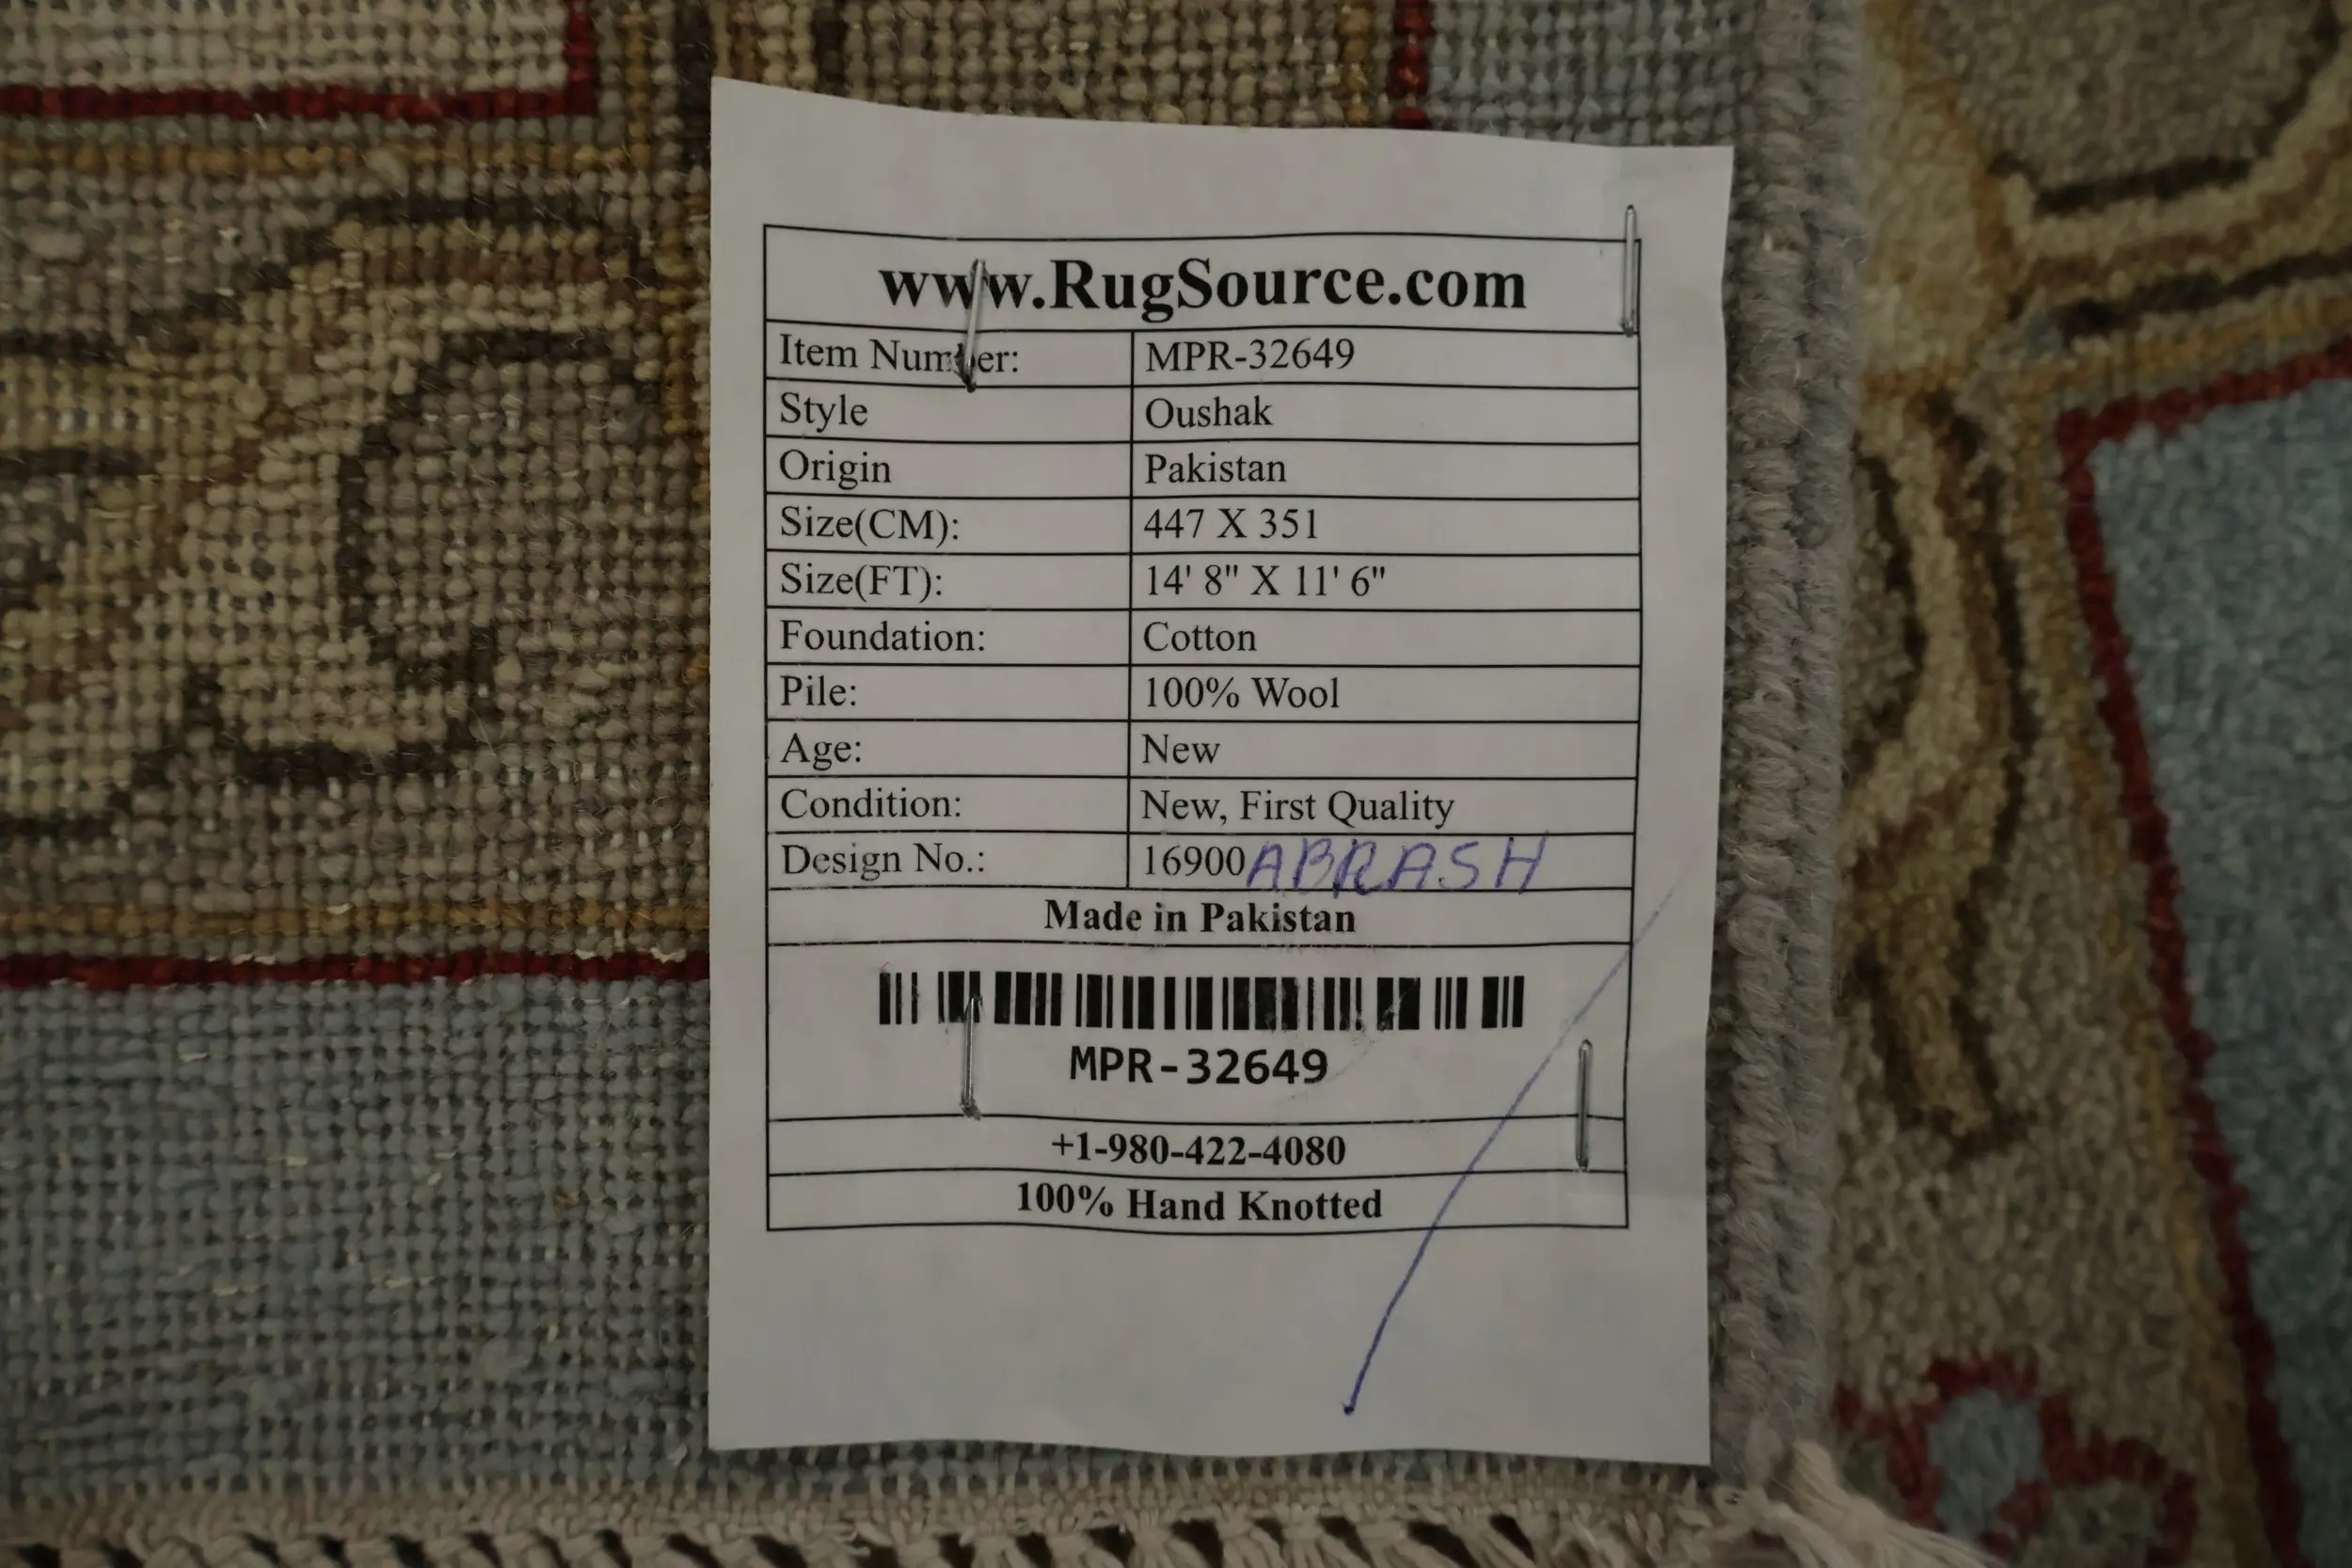 www.RugSource.com
Item Number: MPR-32649
Style Oushak
Origin Pakistan
Size(CM): 447 X 351
Size(FT): 14' 8" X 11' 6"
Foundation: Cotton
Pile: 100% Wool
Age: New
Condition: New, First Quality
Design No.: 16900 ABRASH
Made in Pakistan
MPR-32649
+1-980-422-4080
100% Hand Knotted